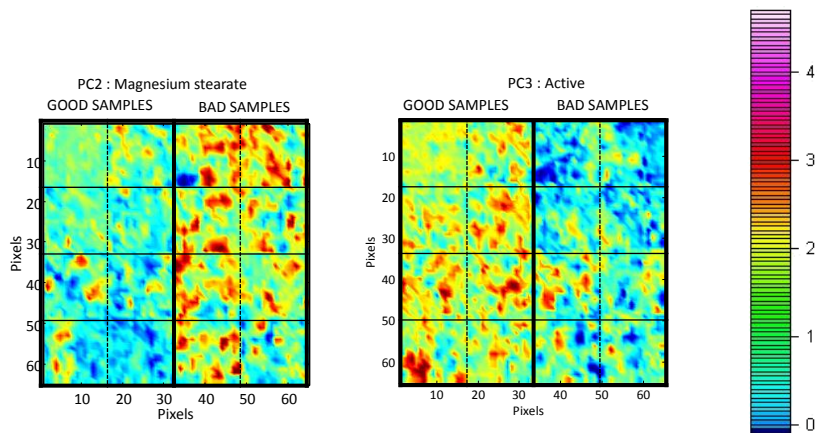 PC2 : Magnesium stearate
GOOD SAMPLES BAD SAMPLES
10
20
30
40
50
60
Pixels
10 20 30 40 50 60
Pixels
PC3 : Active
GOOD SAMPLES BAD SAMPLES
10
20
30
40
50
60
Pixels
10 20 30 40 50 60
Pixels
4
3
2
1
0